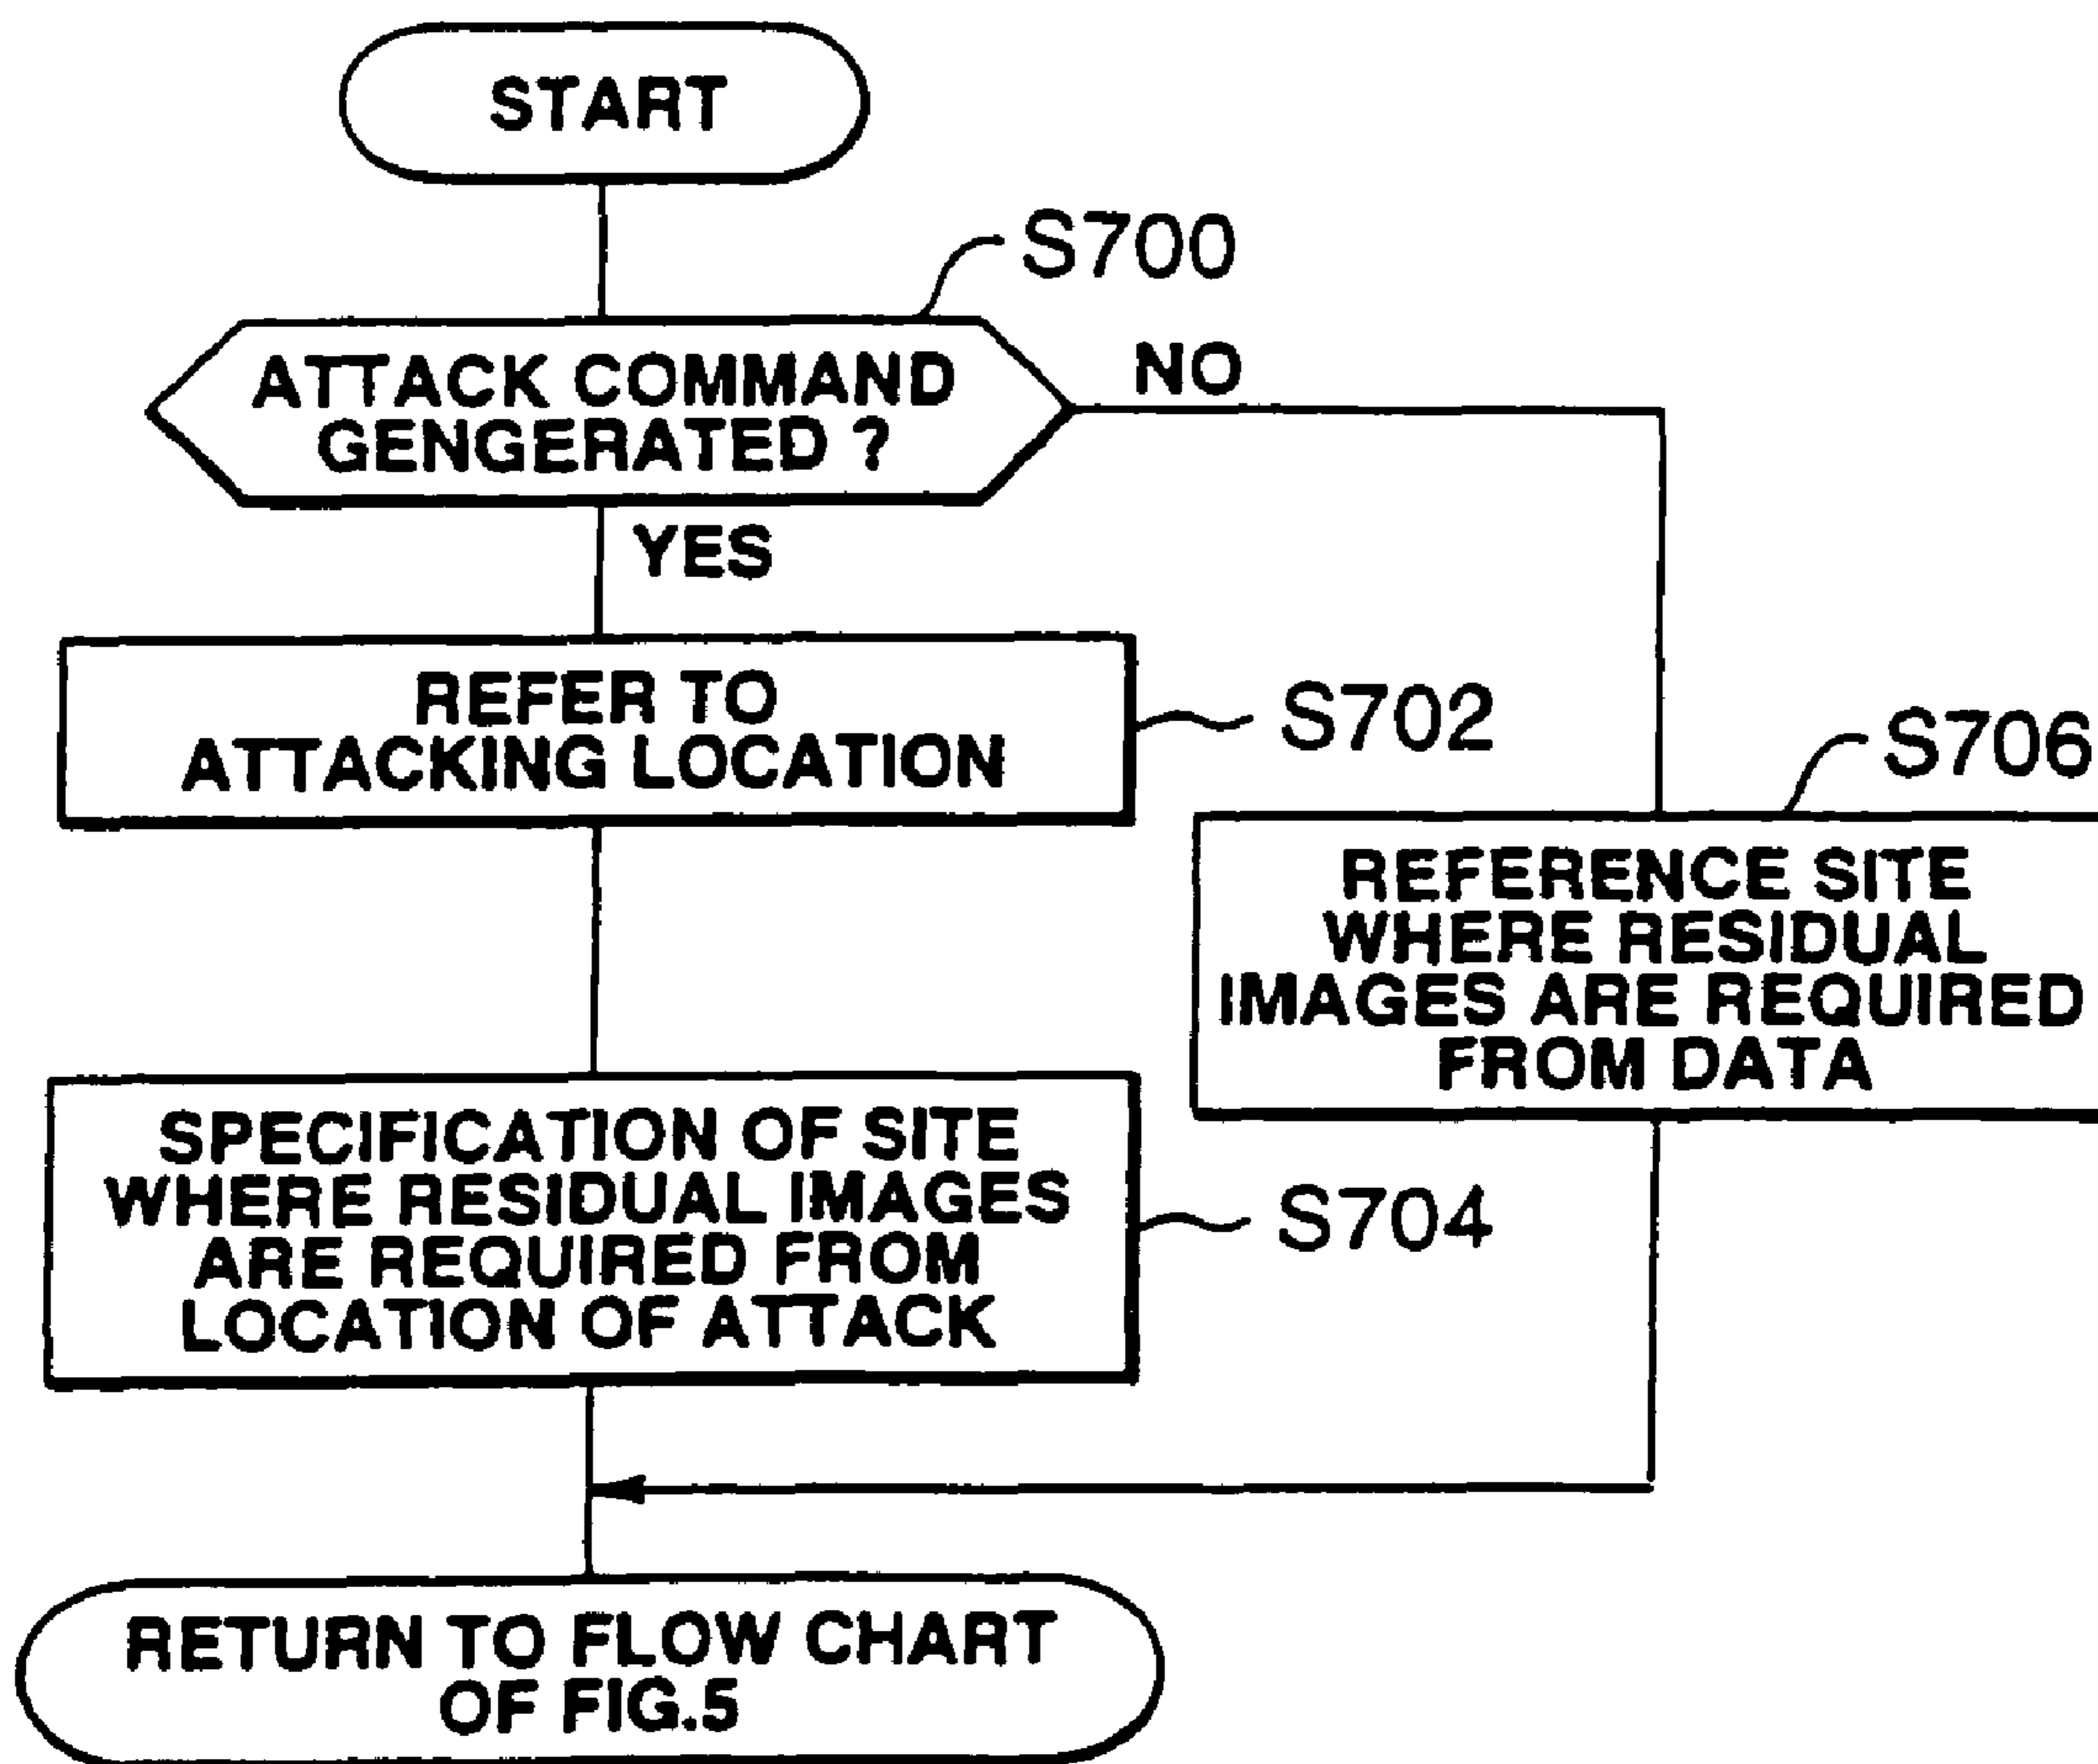 START
S700
ATTACK COMMAND
GENGERATED ?
NO
YES
REFER TO
ATTACKING LOCATION
S702
S706
REFERENCE SITE
WHERE RESIDUAL
IMAGES ARE REQUIRED
FROM DATA
SPECIFICATION OF SITE
WHERE RESIDUAL IMAGES
ARE REQUIRED FROM
LOCATION OF ATTACK
S704
RETURN TO FLOW CHART
OF FIG.5